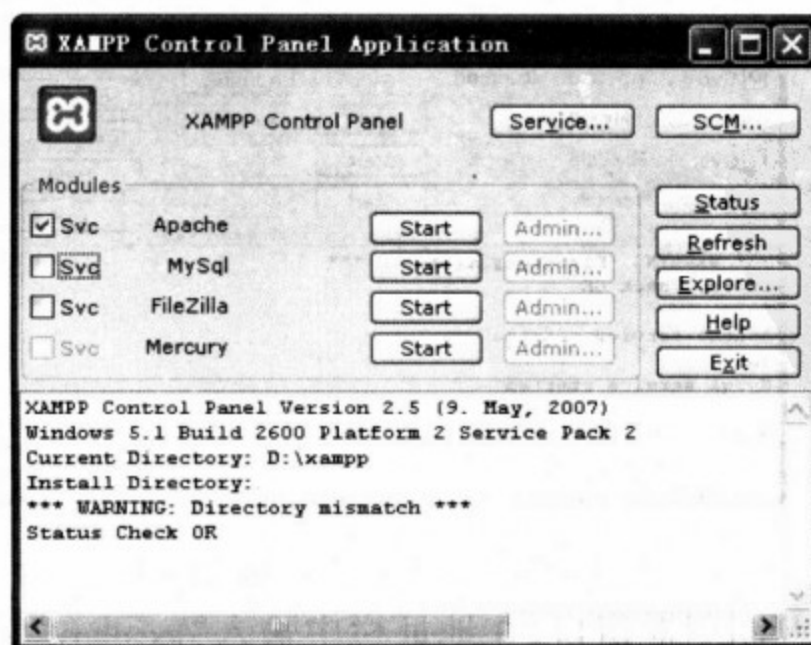 XAMPP Control Panel Application
XAMPP Control Panel
Service...
SCM...
Modules
Svc Apache Start Admin...
Svc MySql Start Admin...
Svc FileZilla Start Admin...
Svc Mercury Start Admin...
Status
Refresh
Explore...
Help
Exit
XAMPP Control Panel Version 2.5 (9. May, 2007)
Windows 5.1 Build 2600 Platform 2 Service Pack 2
Current Directory: D:\xampp
Install Directory:
*** WARNING: Directory mismatch ***
Status Check OK